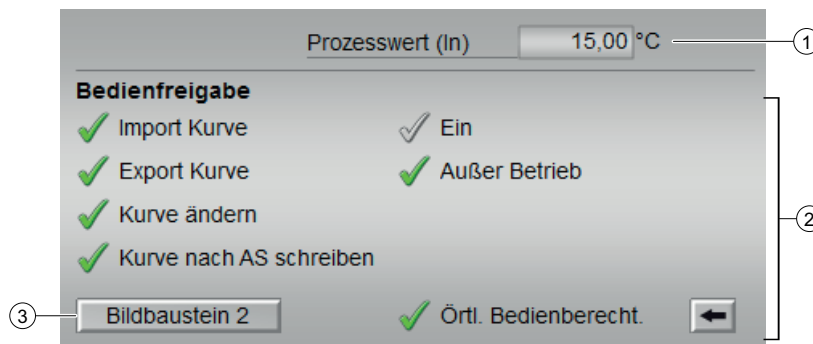 Prozesswert (In) 15,00 °C 1
Bedienfreigabe
Import Kurve Ein
Export Kurve Außer Betrieb
Kurve ändern
2
Kurve nach AS schreiben
3 Bildbaustein 2 Örtl. Bedienberecht.